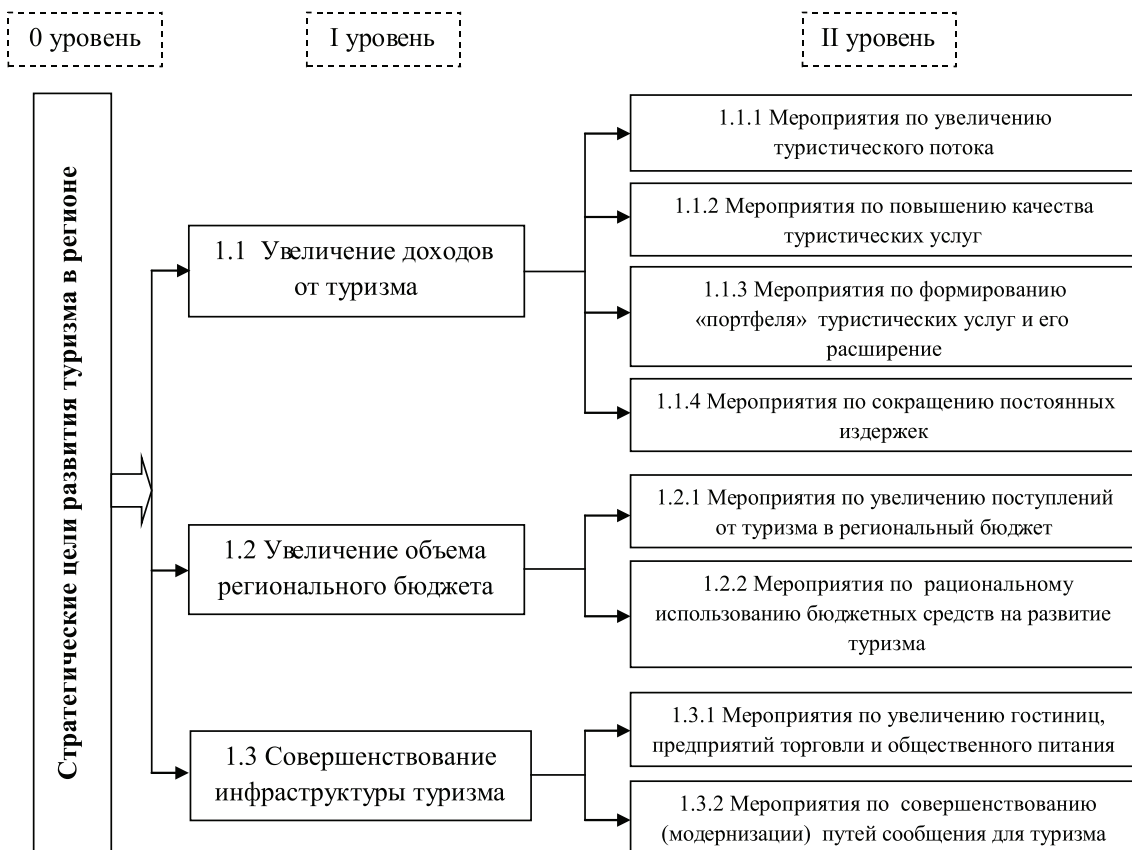 0 уровень
I уровень
II уровень
Стратегические цели развития туризма в регионе
1.1 Увеличение доходов
от туризма
1.1.1 Мероприятия по увеличению
туристического потока
1.1.2 Мероприятия по повышению качества
туристических услуг
1.1.3 Мероприятия по формированию
«портфеля» туристических услуг и его
расширение
1.1.4 Мероприятия по сокращению постоянных
издержек
1.2 Увеличение объема
регионального бюджета
1.2.1 Мероприятия по увеличению поступлений
от туризма в региональный бюджет
1.2.2 Мероприятия по рациональному
использованию бюджетных средств на развитие
туризма
1.3 Совершенствование
инфраструктуры туризма
1.3.1 Мероприятия по увеличению гостиниц,
предприятий торговли и общественного питания
1.3.2 Мероприятия по совершенствованию
(модернизации) путей сообщения для туризма